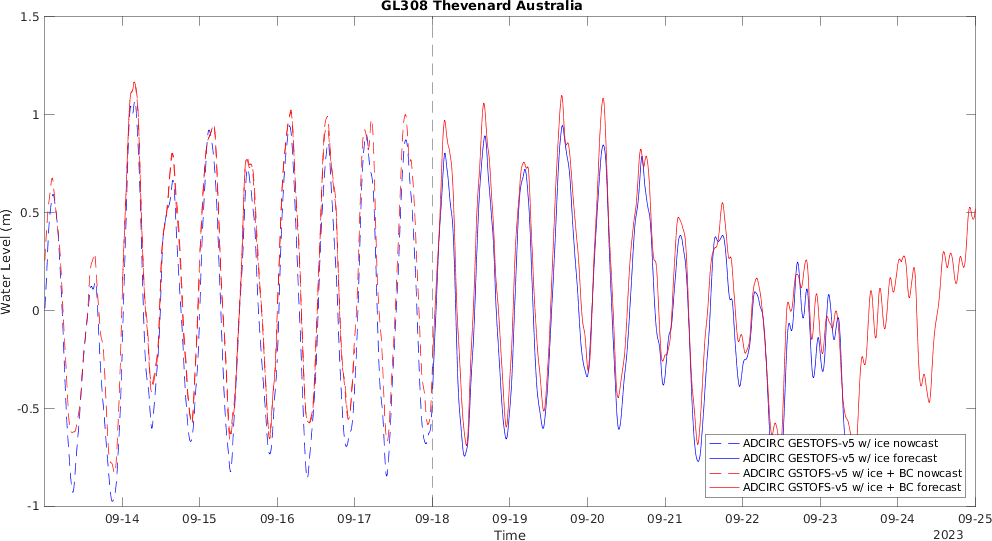 GL308 Thevenard Australia
1.5
1
0.5
0
-0.5
-1
Water Level (m)
09-14 09-15 09-16 09-17 09-18 09-19 09-20 09-21 09-22 09-23 09-24 09-25
Time
2023
ADCIRC GESTOFS-v5 w/ ice nowcast
ADCIRC GESTOFS-v5 w/ ice forecast
ADCIRC GSTOFS-v5 w/ ice + BC nowcast
ADCIRC GSTOFS-v5 w/ ice + BC forecast